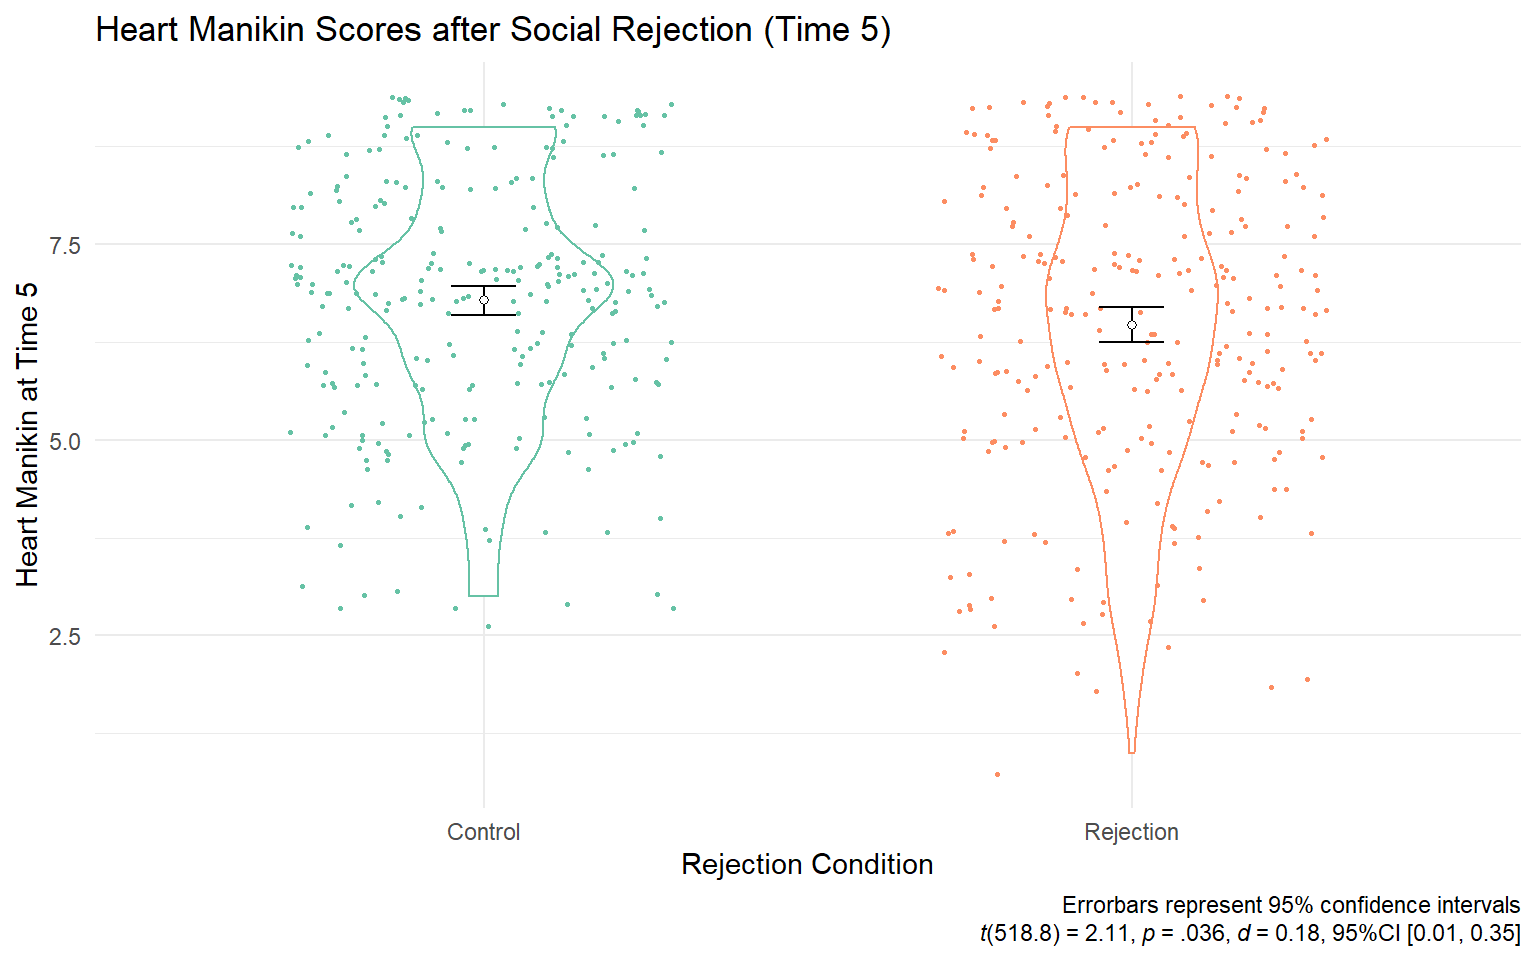 Heart Manikin Scores after Social Rejection (Time 5)
Heart Manikin at Time 5
7.5
5.0
2.5
Control
Rejection
Rejection Condition
Errorbars represent 95% confidence intervals
t(518.8) = 2.11, p = .036, d = 0.18, 95%CI [0.01, 0.35]